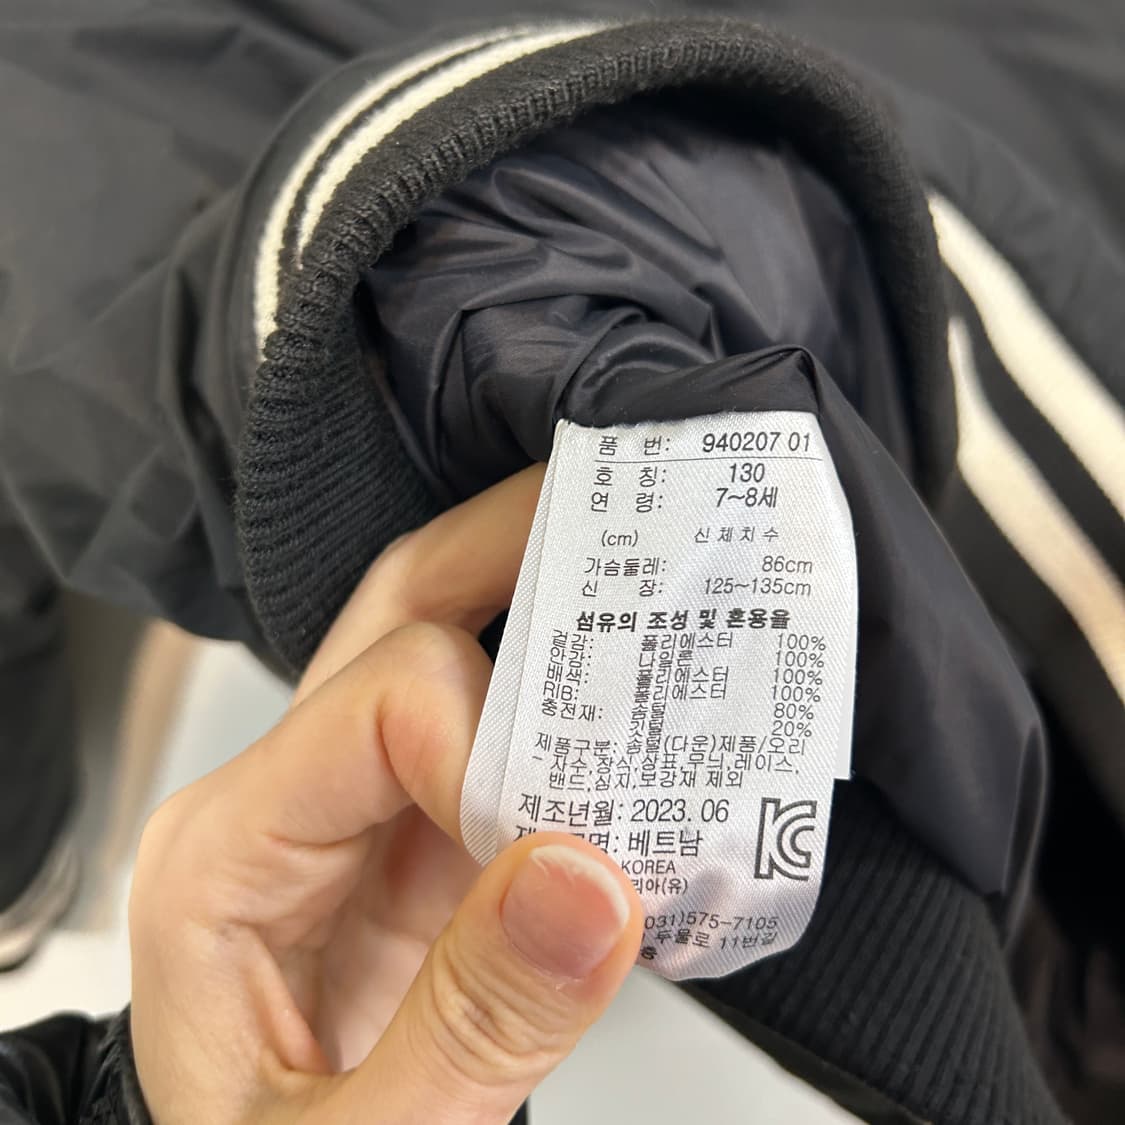 품 번: 940207 01
호 칭: 130
연 령: 7~8세
(cm) 신체치수
가슴둘레: 86cm
신 장: 125~135cm
섬유의 조성 및 혼용율
겉감: 폴리에스터 100%
안감: 나일론 100%
배색: 폴리에스터 100%
RIB: 폴리에스터 100%
충전재: 솜털 80%
깃털 20%
제품구분: 솜털(다운)제품/오리
- 자수,장식,상표,무늬,레이스,
밴드,심지,보강재 제외
제조년월: 2023. 06
명: 베트남
KOREA
리아(유)
031)575-7105
두물로 11번길
층
KC